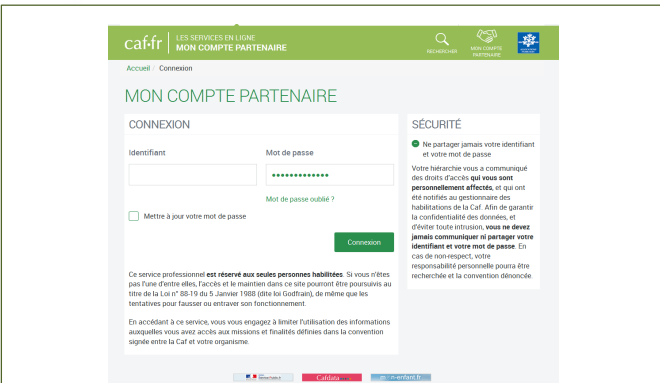 caf•fr
LES SERVICES EN LIGNE
MON COMPTE PARTENAIRE
RECHERCHER
MON COMPTE
PARTENAIRE
Accueil / Connexion
MON COMPTE PARTENAIRE
CONNEXION
Identifiant
Mot de passe
Mot de passe oublié ?
Mettre à jour votre mot de passe
Connexion
Ce service professionnel est réservé aux seules personnes habilitées. Si vous n'êtes
pas l'une d'entre elles, l'accès et le maintien dans ce site pourront être poursuivis au
titre de la Loi n° 88-19 du 5 Janvier 1988 (dite loi Godfrain), de même que les
tentatives pour fausser ou entraver son fonctionnement.
En accédant à ce service, vous vous engagez à limiter l'utilisation des informations
auxquelles vous avez accès aux missions et finalités définies dans la convention
signée entre la Caf et votre organisme.
SÉCURITÉ
Ne partager jamais votre identifiant
et votre mot de passe
Votre hiérarchie vous a communiqué
des droits d'accès qui vous sont
personnellement affectés, et qui ont
été notifiés au gestionnaire des
habilitations de la Caf. Afin de garantir
la confidentialité des données, et
d'éviter toute intrusion, vous ne devez
jamais communiquer ni partager votre
identifiant et votre mot de passe. En
cas de non-respect, votre
responsabilité personnelle pourra être
recherchée et la convention dénoncée.
Cafdata
mon-enfant.fr